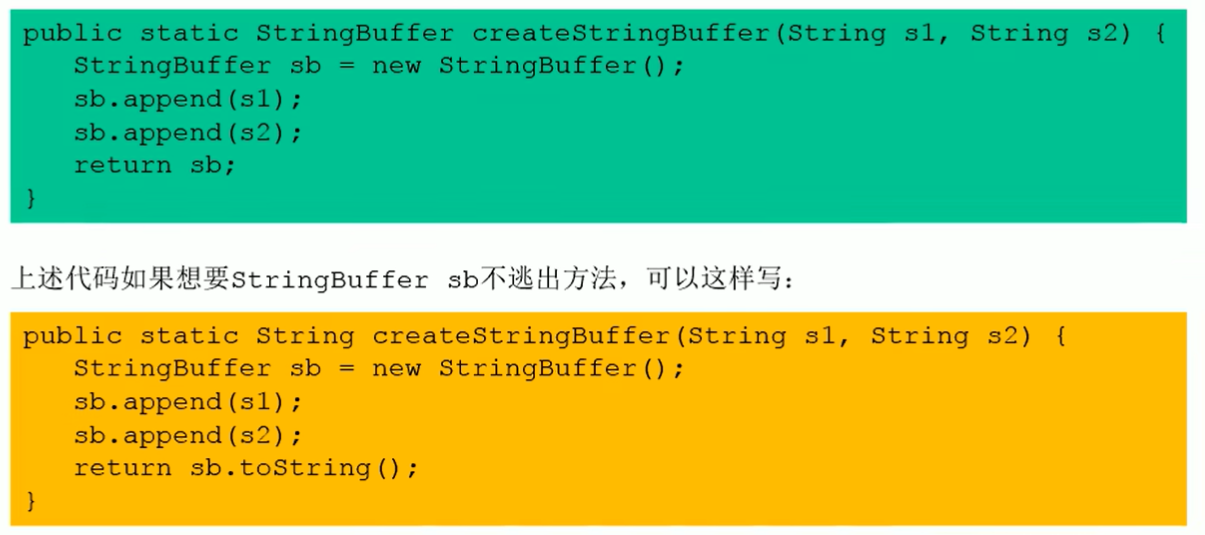 public static StringBuffer createStringBuffer(String s1, String s2) {
StringBuffer sb = new StringBuffer();
sb.append(s1);
sb.append(s2);
return sb;
}
上述代码如果想要StringBuffer sb不逃出方法，可以这样写：
public static String createStringBuffer(String s1, String s2) {
StringBuffer sb = new StringBuffer();
sb.append(s1);
sb.append(s2);
return sb.toString();
}